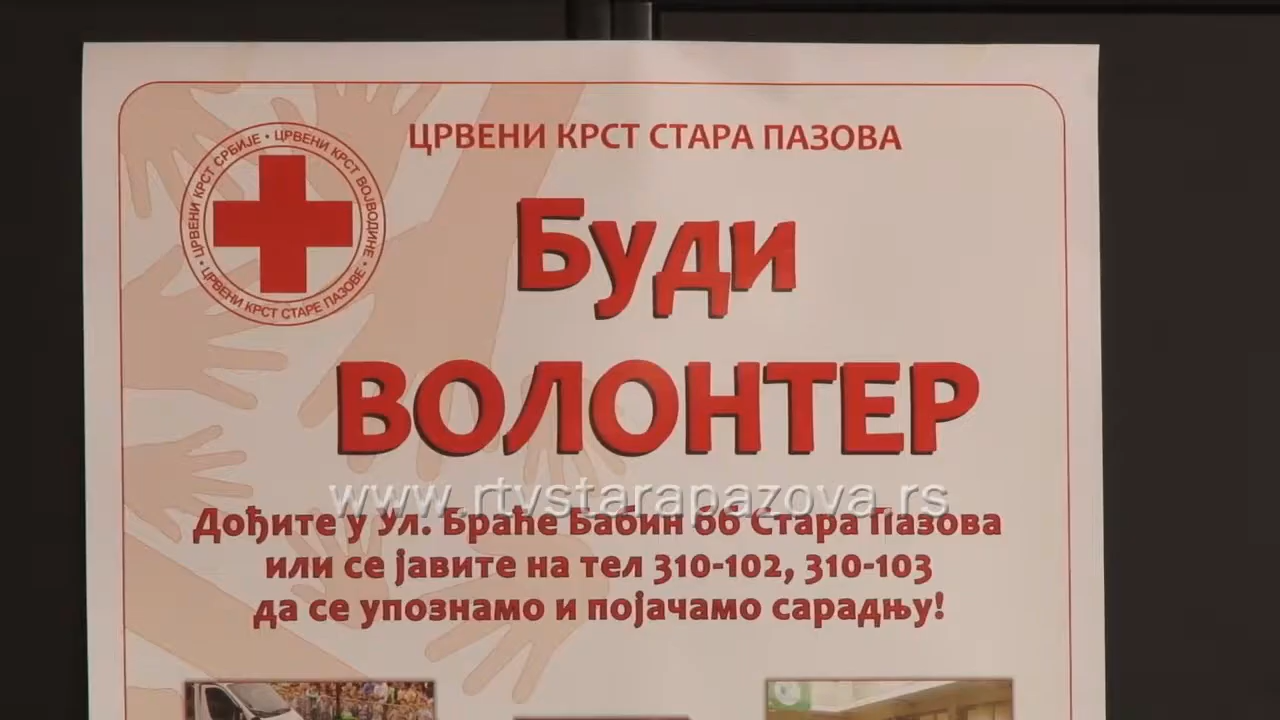 ЦРВЕНИ КРСТ СТАРА ПАЗОВА
• ЦРВЕНИ КРСТ СРБИЈЕ • ЦРВЕНИ КРСТ ВОЈВОДИНЕ • ЦРВЕНИ КРСТ СТАРЕ ПАЗОВЕ
Буди
ВОЛОНТЕР
www.rtvstarapazova.rs
Дођите у Ул. Браће Бабин бб Стара Пазова
или се јавите на тел 310-102, 310-103
да се упознамо и појачамо сарадњу!